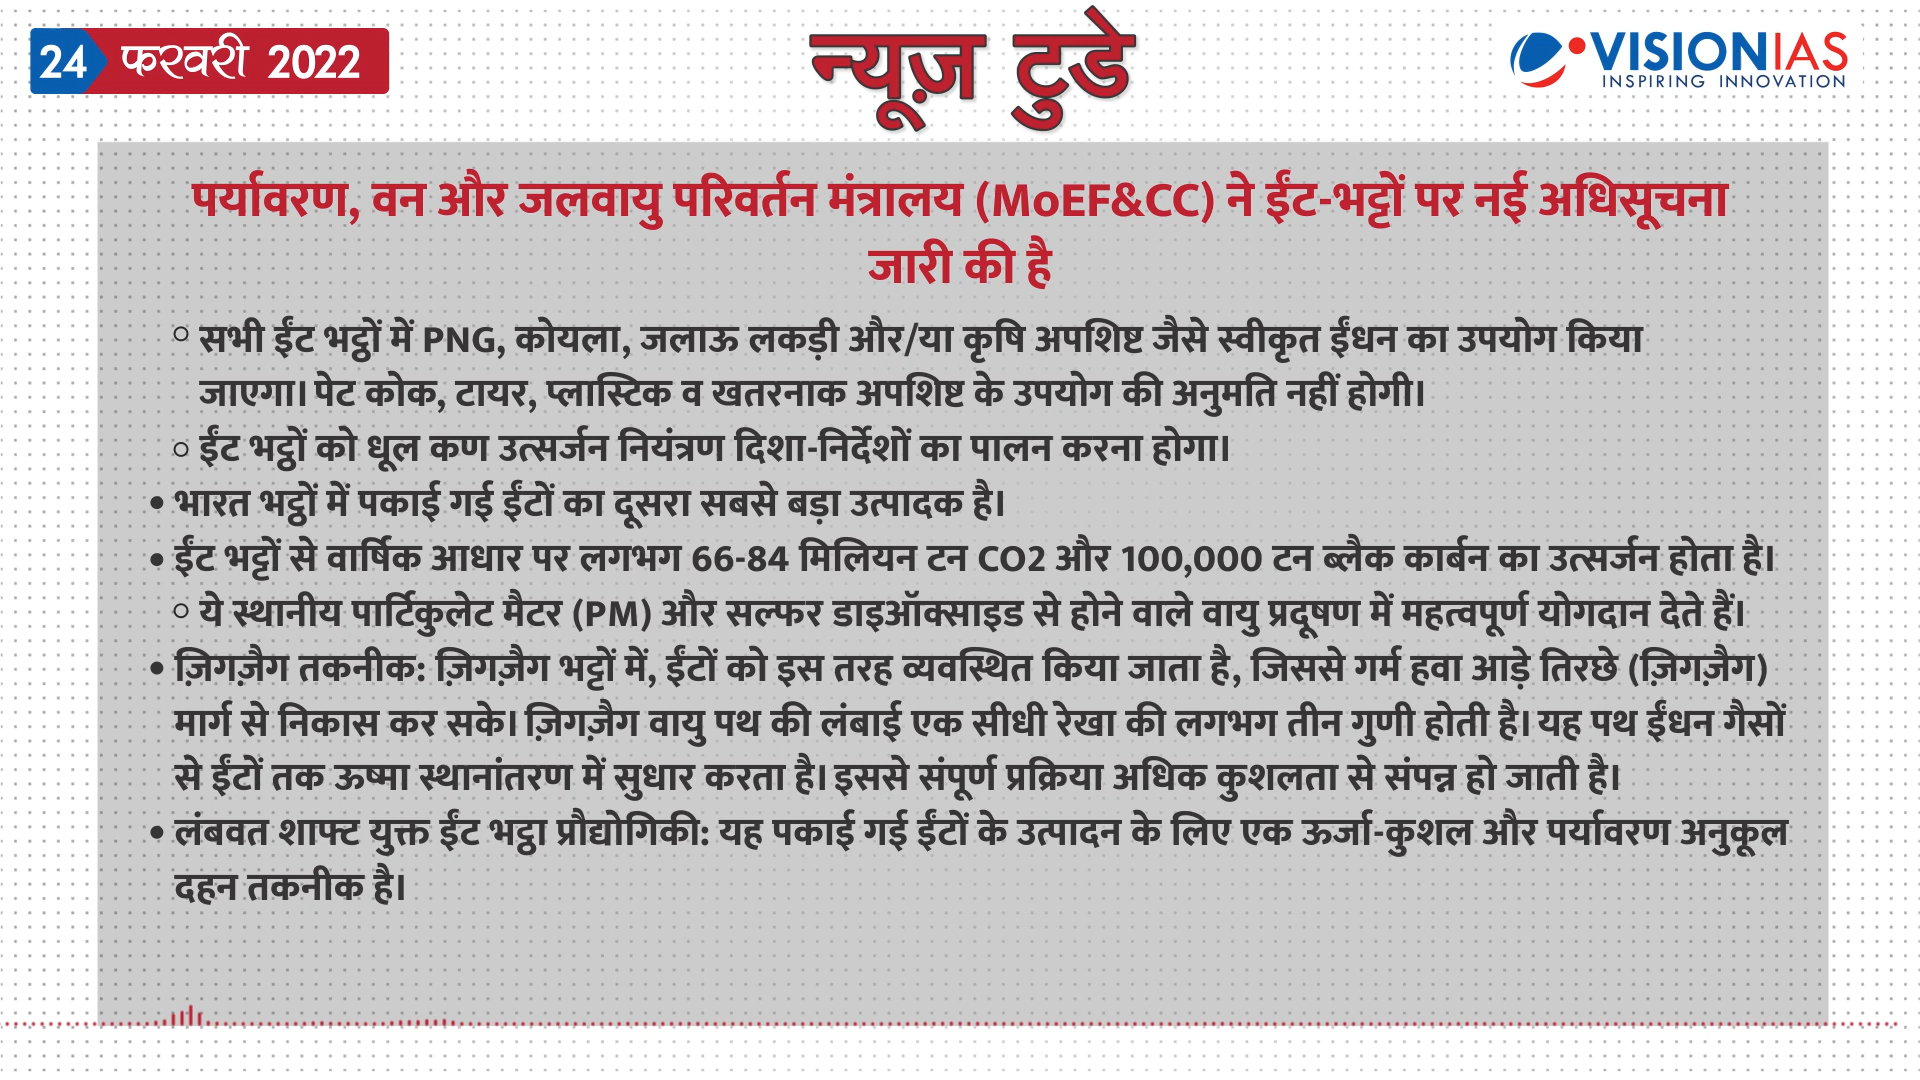 24 फरवरी 2022
न्यूज़ टुडे
VISIONIAS
INSPIRING INNOVATION
पर्यावरण, वन और जलवायु परिवर्तन मंत्रालय (MoEF&CC) ने ईंट-भट्टों पर नई अधिसूचना
जारी की है
○ सभी ईंट भट्ठों में PNG, कोयला, जलाऊ लकड़ी और/या कृषि अपशिष्ट जैसे स्वीकृत ईंधन का उपयोग किया
जाएगा। पेट कोक, टायर, प्लास्टिक व खतरनाक अपशिष्ट के उपयोग की अनुमति नहीं होगी।
○ ईंट भट्ठों को धूल कण उत्सर्जन नियंत्रण दिशा-निर्देशों का पालन करना होगा।
• भारत भट्ठों में पकाई गई ईंटों का दूसरा सबसे बड़ा उत्पादक है।
• ईंट भट्टों से वार्षिक आधार पर लगभग 66-84 मिलियन टन CO2 और 100,000 टन ब्लैक कार्बन का उत्सर्जन होता है।
○ ये स्थानीय पार्टिकुलेट मैटर (PM) और सल्फर डाइऑक्साइड से होने वाले वायु प्रदूषण में महत्वपूर्ण योगदान देते हैं।
• ज़िगज़ैग तकनीक: ज़िगज़ैग भट्टों में, ईंटों को इस तरह व्यवस्थित किया जाता है, जिससे गर्म हवा आड़े तिरछे (ज़िगज़ैग)
मार्ग से निकास कर सके। ज़िगज़ैग वायु पथ की लंबाई एक सीधी रेखा की लगभग तीन गुणी होती है। यह पथ ईंधन गैसों
से ईंटों तक ऊष्मा स्थानांतरण में सुधार करता है। इससे संपूर्ण प्रक्रिया अधिक कुशलता से संपन्न हो जाती है।
• लंबवत शाफ्ट युक्त ईंट भट्ठा प्रौद्योगिकी: यह पकाई गई ईंटों के उत्पादन के लिए एक ऊर्जा-कुशल और पर्यावरण अनुकूल
दहन तकनीक है।